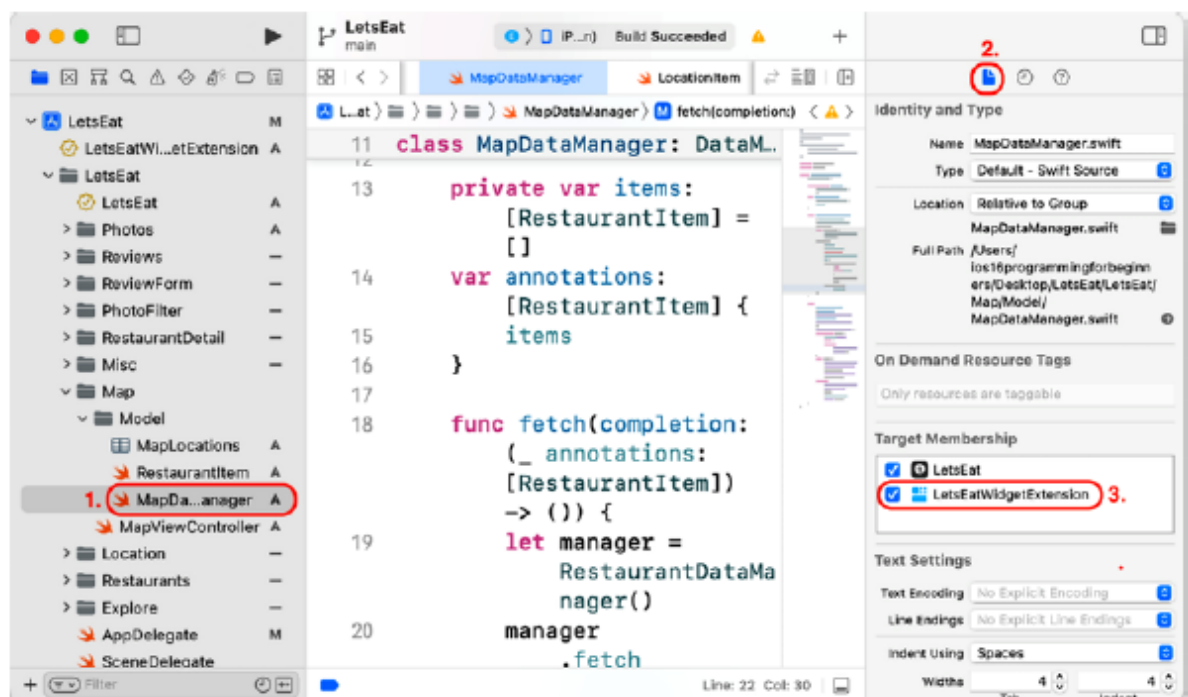 LetsEat
main
iP...n) Build Succeeded
2.
MapDataManager
LocationItem
L...at
MapDataManager
fetch(completion:)
LetsEat M
LetsEatWi...etExtension A
LetsEat
LetsEat A
Photos A
Reviews –
ReviewForm –
PhotoFilter –
RestaurantDetail –
Misc –
Map
Model
MapLocations A
RestaurantItem A
1. MapDa...anager A
MapViewController A
Location –
Restaurants –
Explore –
AppDelegate M
SceneDelegate
Filter
11 class MapDataManager: DataM...
12
13 private var items:
[RestaurantItem] =
[]
14 var annotations:
[RestaurantItem] {
15 items
16 }
17
18 func fetch(completion:
(_ annotations:
[RestaurantItem])
-> ()) {
19 let manager =
RestaurantDataMa
nager()
20 manager
.fetch
Line: 22 Col: 30
Identity and Type
Name MapDataManager.swift
Type Default - Swift Source
Location Relative to Group
MapDataManager.swift
Full Path /Users/
ios16programmingforbeginn
ers/Desktop/LetsEat/LetsEat/
Map/Model/
MapDataManager.swift
On Demand Resource Tags
Only resources are taggable
Target Membership
LetsEat
LetsEatWidgetExtension 3.
Text Settings
Text Encoding No Explicit Encoding
Line Endings No Explicit Line Endings
Indent Using Spaces
Widths 4 4
Tab Indent